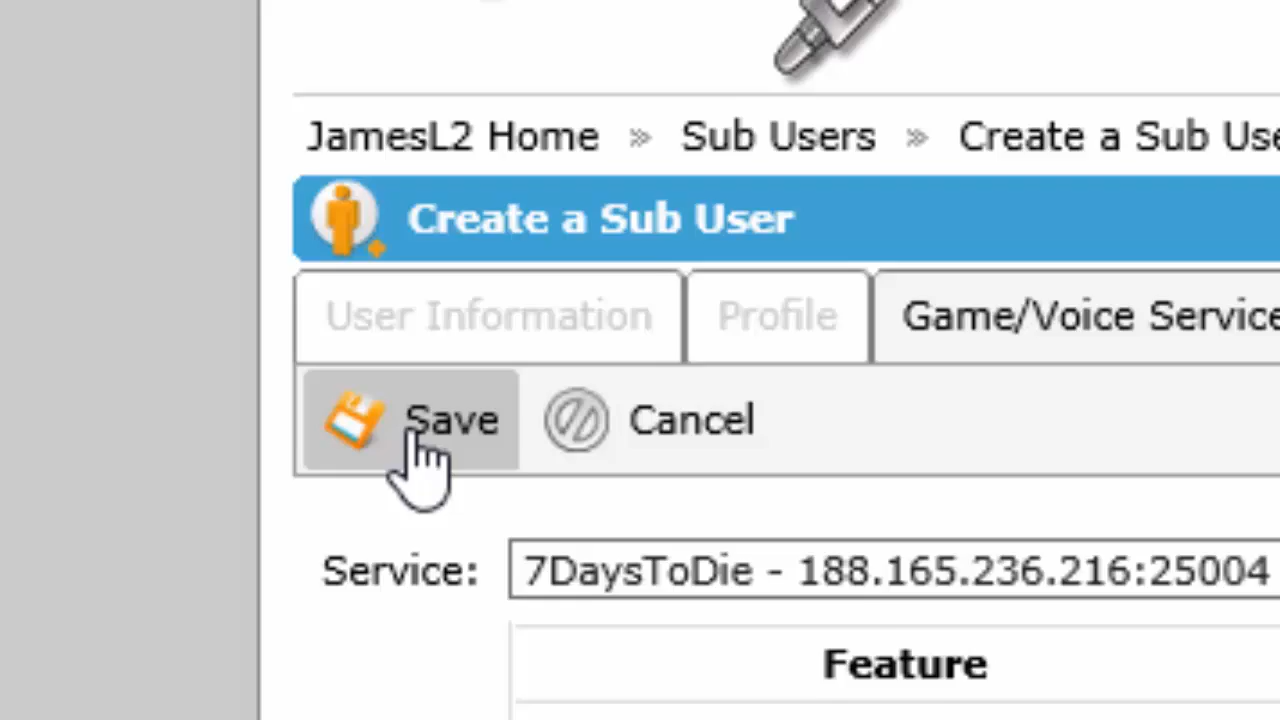 JamesL2 Home » Sub Users » Create a Sub Use
Create a Sub User
User Information Profile Game/Voice Service
Save Cancel
Service: 7DaysToDie - 188.165.236.216:25004
Feature